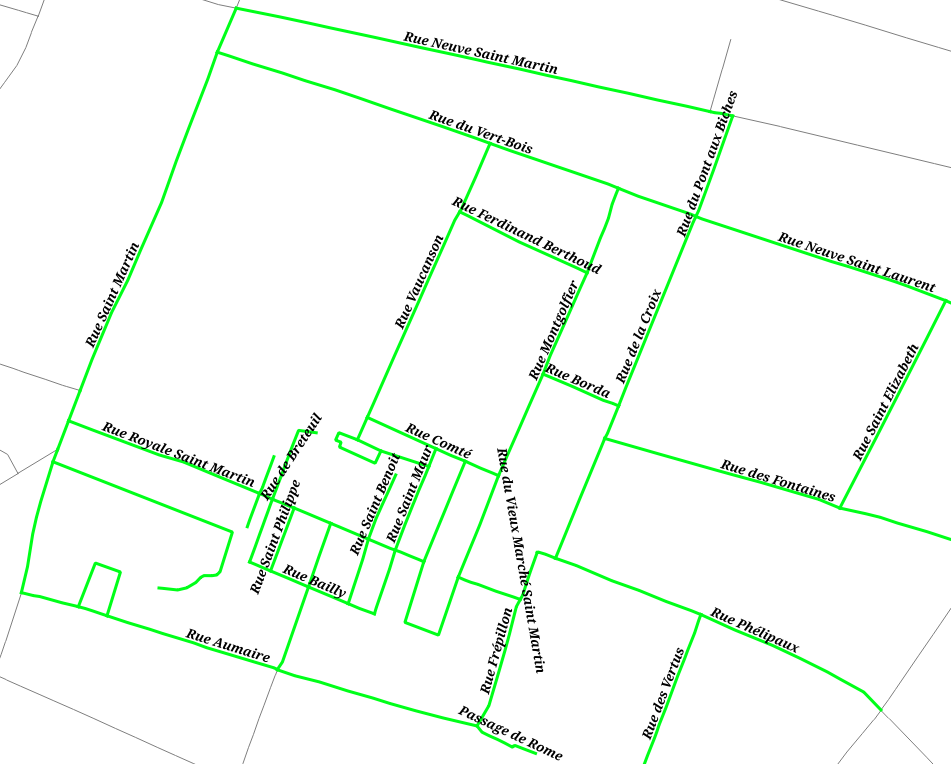 Rue Neuve Saint Martin
Rue du Vert-Bois
Rue du Pont aux Biches
Rue Ferdinand Berthoud
Rue Neuve Saint Laurent
Rue Saint Martin
Rue Vaucanson
Rue Montgolfier
Rue de la Croix
Rue Borda
Rue Saint Elizabeth
Rue Royale Saint Martin
Rue de Breteuil
Rue Comté
Rue des Fontaines
Rue Saint Philippe
Rue Saint Benoit
Rue Saint Maur
Rue du Vieux Marché Saint Martin
Rue Bailly
Rue Aumaire
Rue Frépillon
Rue Phélipaux
Rue des Vertus
Passage de Rome